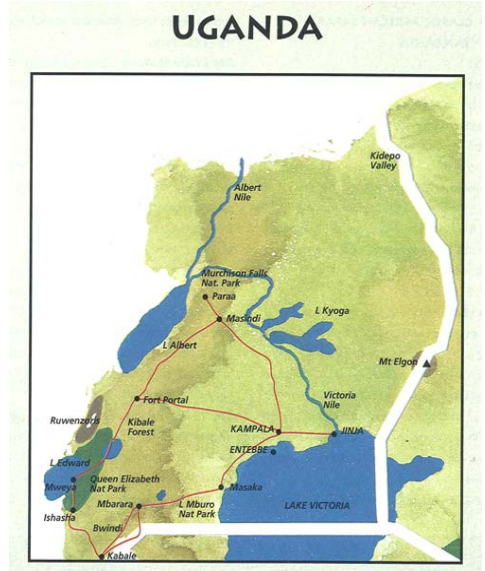 UGANDA
Kidepo
Valley
Albert
Nile
Murchison Falls
Nat. Park
Paraa
Masindi
L Kyoga
L Albert
Mt Elgon
Fort Portal
Victoria
Nile
Ruwenzoris
Kibale
Forest
KAMPALA
JINJA
ENTEBBE
L Edward
Mweya
Queen Elizabeth
Nat Park
Masaka
Mbarara
L Mburo
Nat Park
LAKE VICTORIA
Ishasha
Bwindi
Kabale